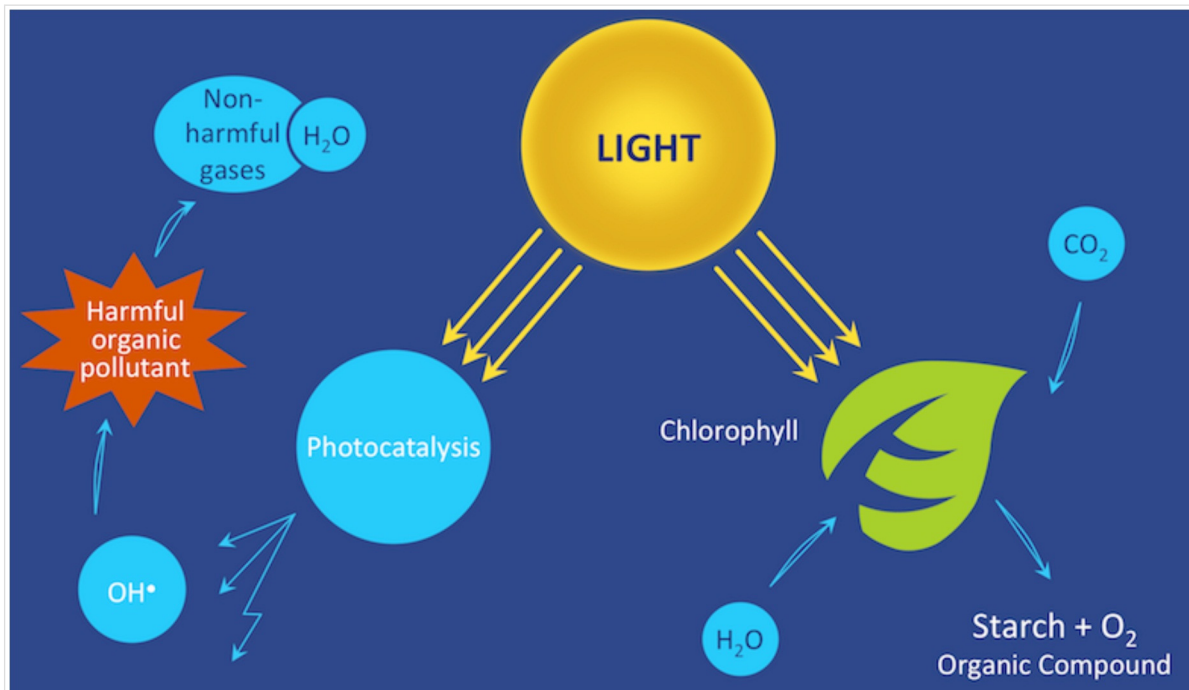 LIGHT
Non-
harmful
gases
H₂O
CO₂
Harmful
organic
pollutant
Photocatalysis
Chlorophyll
OH•
H₂O
Starch + O₂
Organic Compound